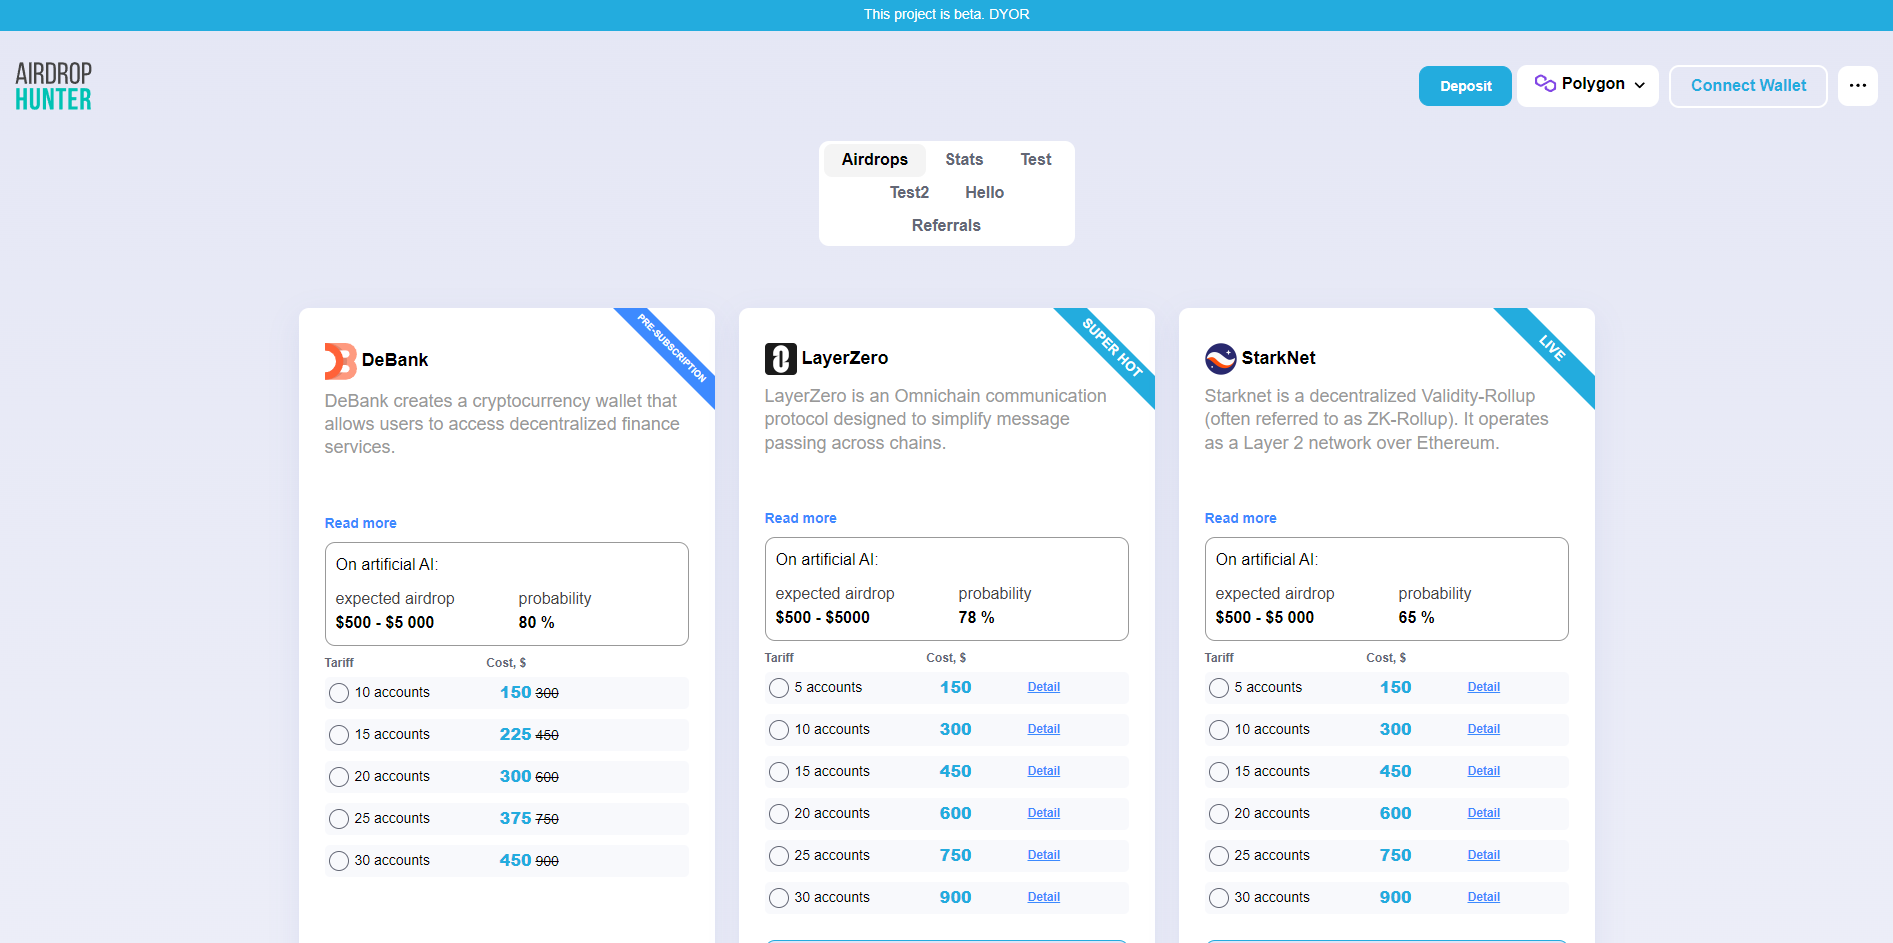 This project is beta. DYOR
AIRDROP
HUNTER
Deposit
Polygon
Connect Wallet
Airdrops Stats Test
Test2 Hello
Referrals
PRE-SUBSCRIPTION
DeBank
DeBank creates a cryptocurrency wallet that
allows users to access decentralized finance
services.
Read more
On artificial AI:
expected airdrop probability
$500 - $5 000 80 %
Tariff Cost, $
10 accounts 150 300
15 accounts 225 450
20 accounts 300 600
25 accounts 375 750
30 accounts 450 900
SUPER HOT
LayerZero
LayerZero is an Omnichain communication
protocol designed to simplify message
passing across chains.
Read more
On artificial AI:
expected airdrop probability
$500 - $5000 78 %
Tariff Cost, $
5 accounts 150 Detail
10 accounts 300 Detail
15 accounts 450 Detail
20 accounts 600 Detail
25 accounts 750 Detail
30 accounts 900 Detail
LIVE
StarkNet
Starknet is a decentralized Validity-Rollup
(often referred to as ZK-Rollup). It operates
as a Layer 2 network over Ethereum.
Read more
On artificial AI:
expected airdrop probability
$500 - $5 000 65 %
Tariff Cost, $
5 accounts 150 Detail
10 accounts 300 Detail
15 accounts 450 Detail
20 accounts 600 Detail
25 accounts 750 Detail
30 accounts 900 Detail